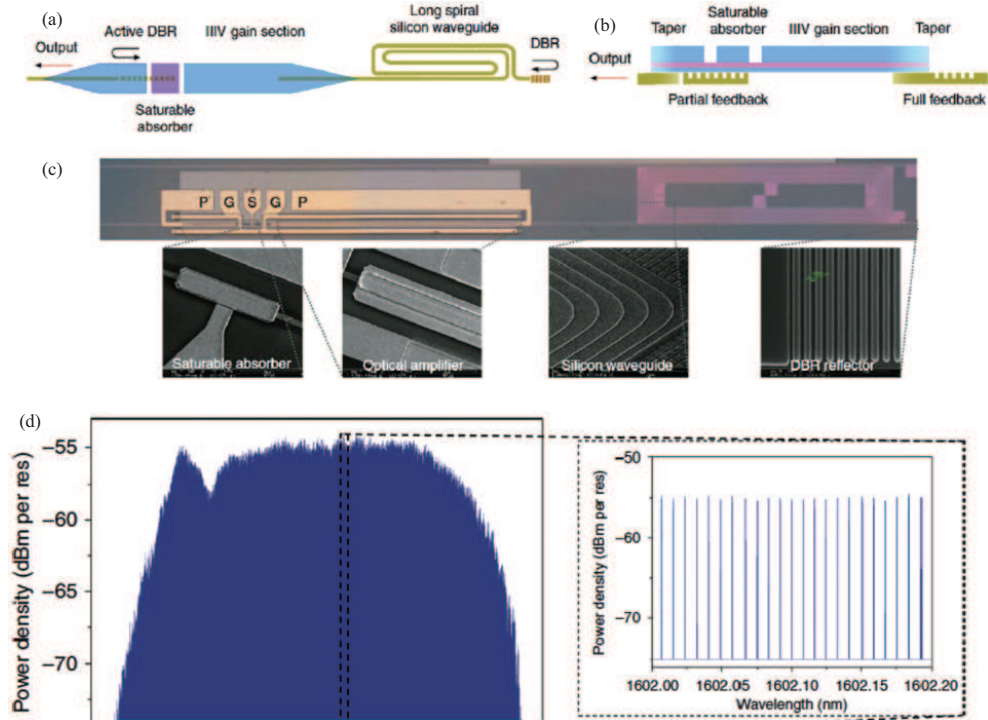 (a)
Output
Active DBR
IIIV gain section
Long spiral
silicon waveguide
DBR
Saturable
absorber
(b)
Taper
Saturable
absorber
IIIV gain section
Taper
Output
Partial feedback
Full feedback
(c)
P G S G P
Saturable absorber
Optical amplifier
Silicon waveguide
DBR reflector
(d)
Power density (dBm per res)
−55
−60
−65
−70
Power density (dBm per res)
−50
−60
−70
1602.00 1602.05 1602.10 1602.15 1602.20
Wavelength (nm)